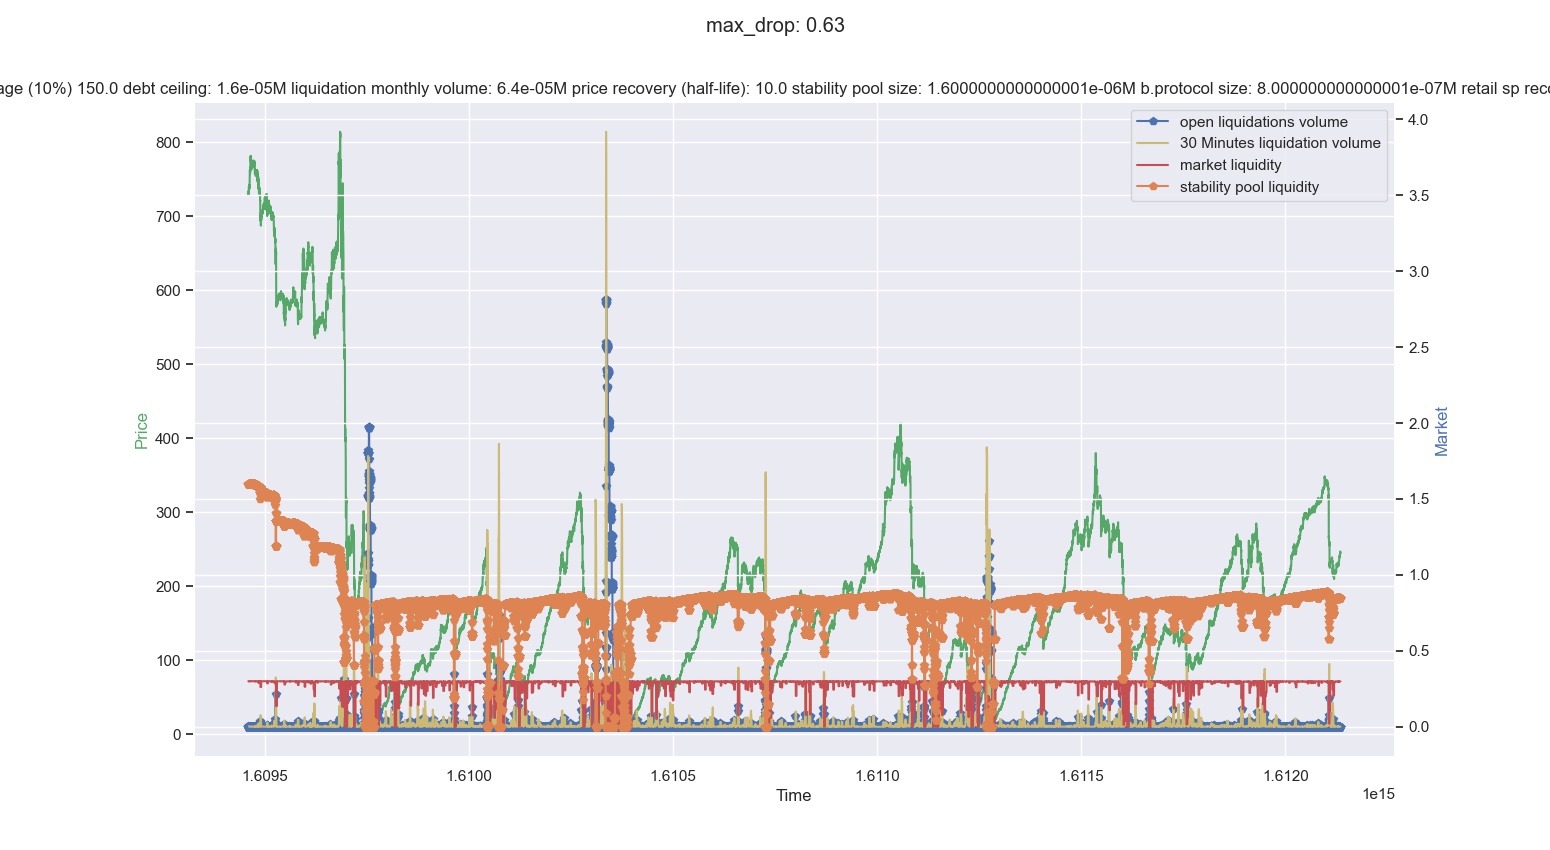 max_drop: 0.63
age (10%) 150.0 debt ceiling: 1.6e-05M liquidation monthly volume: 6.4e-05M price recovery (half-life): 10.0 stability pool size: 1.6000000000000001e-06M b.protocol size: 8.000000000000001e-07M retail sp reco
open liquidations volume
30 Minutes liquidation volume
market liquidity
stability pool liquidity
Price
800
700
600
500
400
300
200
100
0
4.0
3.5
3.0
2.5
2.0
1.5
1.0
0.5
0.0
Market
1.6095
1.6100
1.6105
1.6110
1.6115
1.6120
1e15
Time